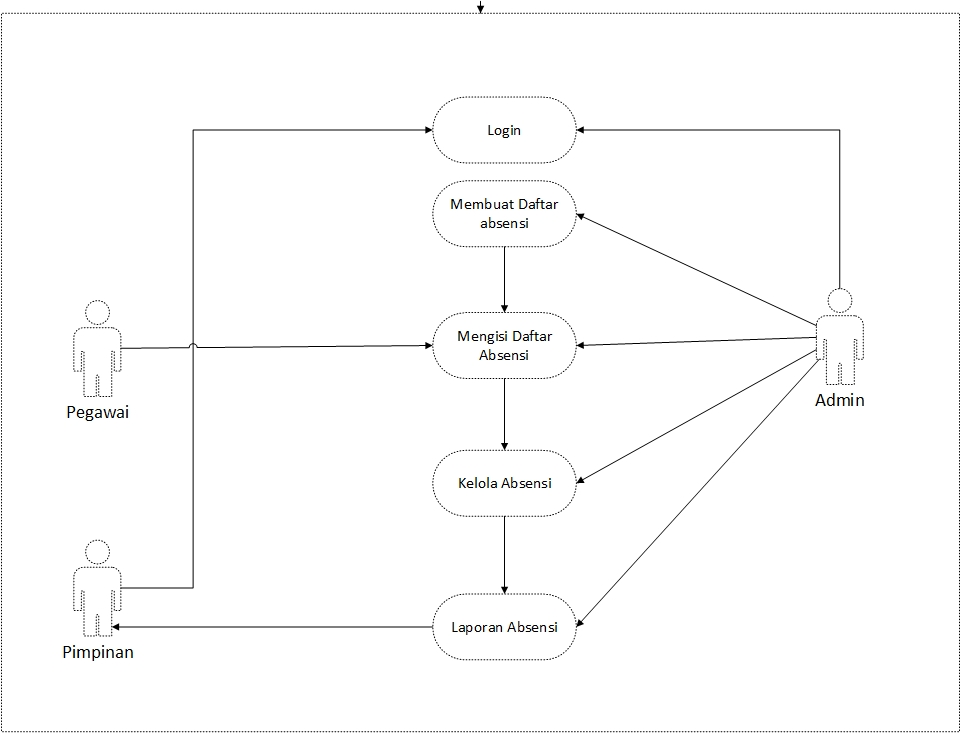 Login
Membuat Daftar
absensi
Mengisi Daftar
Absensi
Pegawai
Admin
Kelola Absensi
Laporan Absensi
Pimpinan